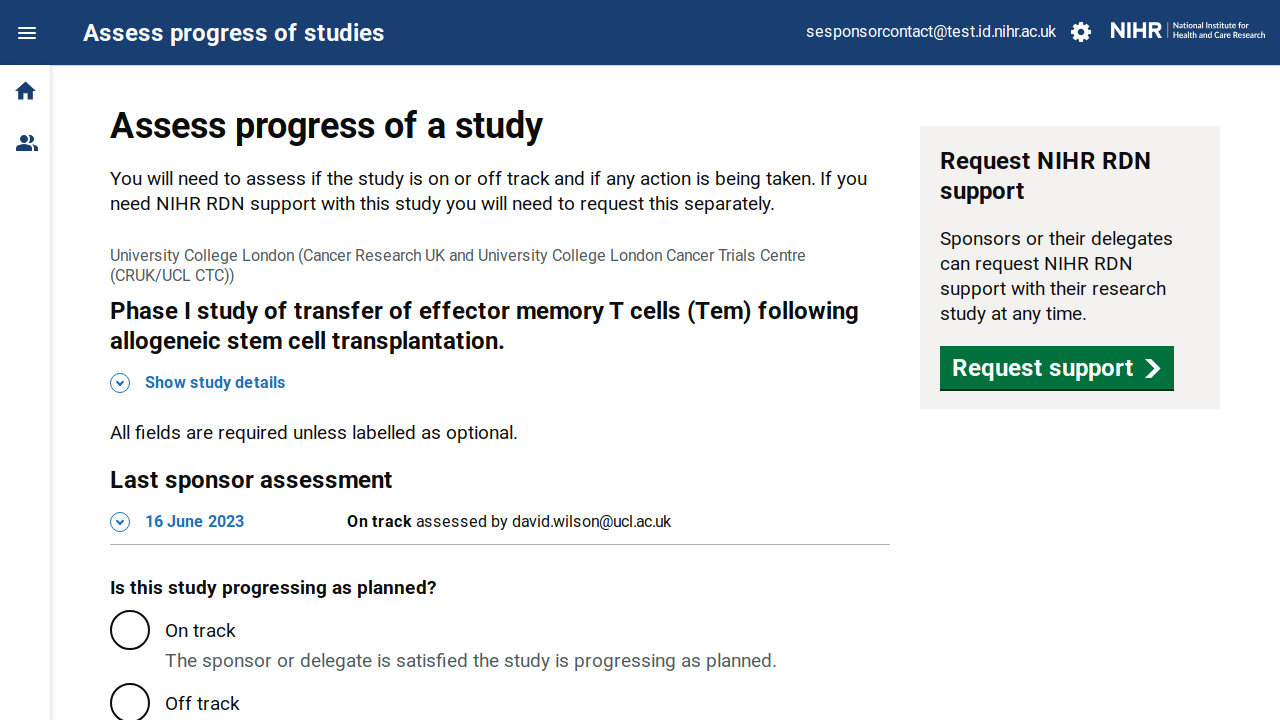 Assess progress of studies
sesponsorcontact@test.id.nihr.ac.uk
NIHR
National Institute for
Health and Care Research
Assess progress of a study
You will need to assess if the study is on or off track and if any action is being taken. If you
need NIHR RDN support with this study you will need to request this separately.
University College London (Cancer Research UK and University College London Cancer Trials Centre
(CRUK/UCL CTC))
Phase I study of transfer of effector memory T cells (Tem) following
allogeneic stem cell transplantation.
Show study details
All fields are required unless labelled as optional.
Last sponsor assessment
16 June 2023
On track assessed by david.wilson@ucl.ac.uk
Is this study progressing as planned?
On track
The sponsor or delegate is satisfied the study is progressing as planned.
Off track
Request NIHR RDN
support
Sponsors or their delegates
can request NIHR RDN
support with their research
study at any time.
Request support